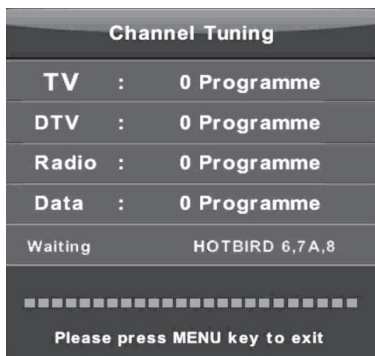 Channel Tuning
TV : 0 Programme
DTV : 0 Programme
Radio : 0 Programme
Data : 0 Programme
Waiting HOTBIRD 6,7A,8
Please press MENU key to exit